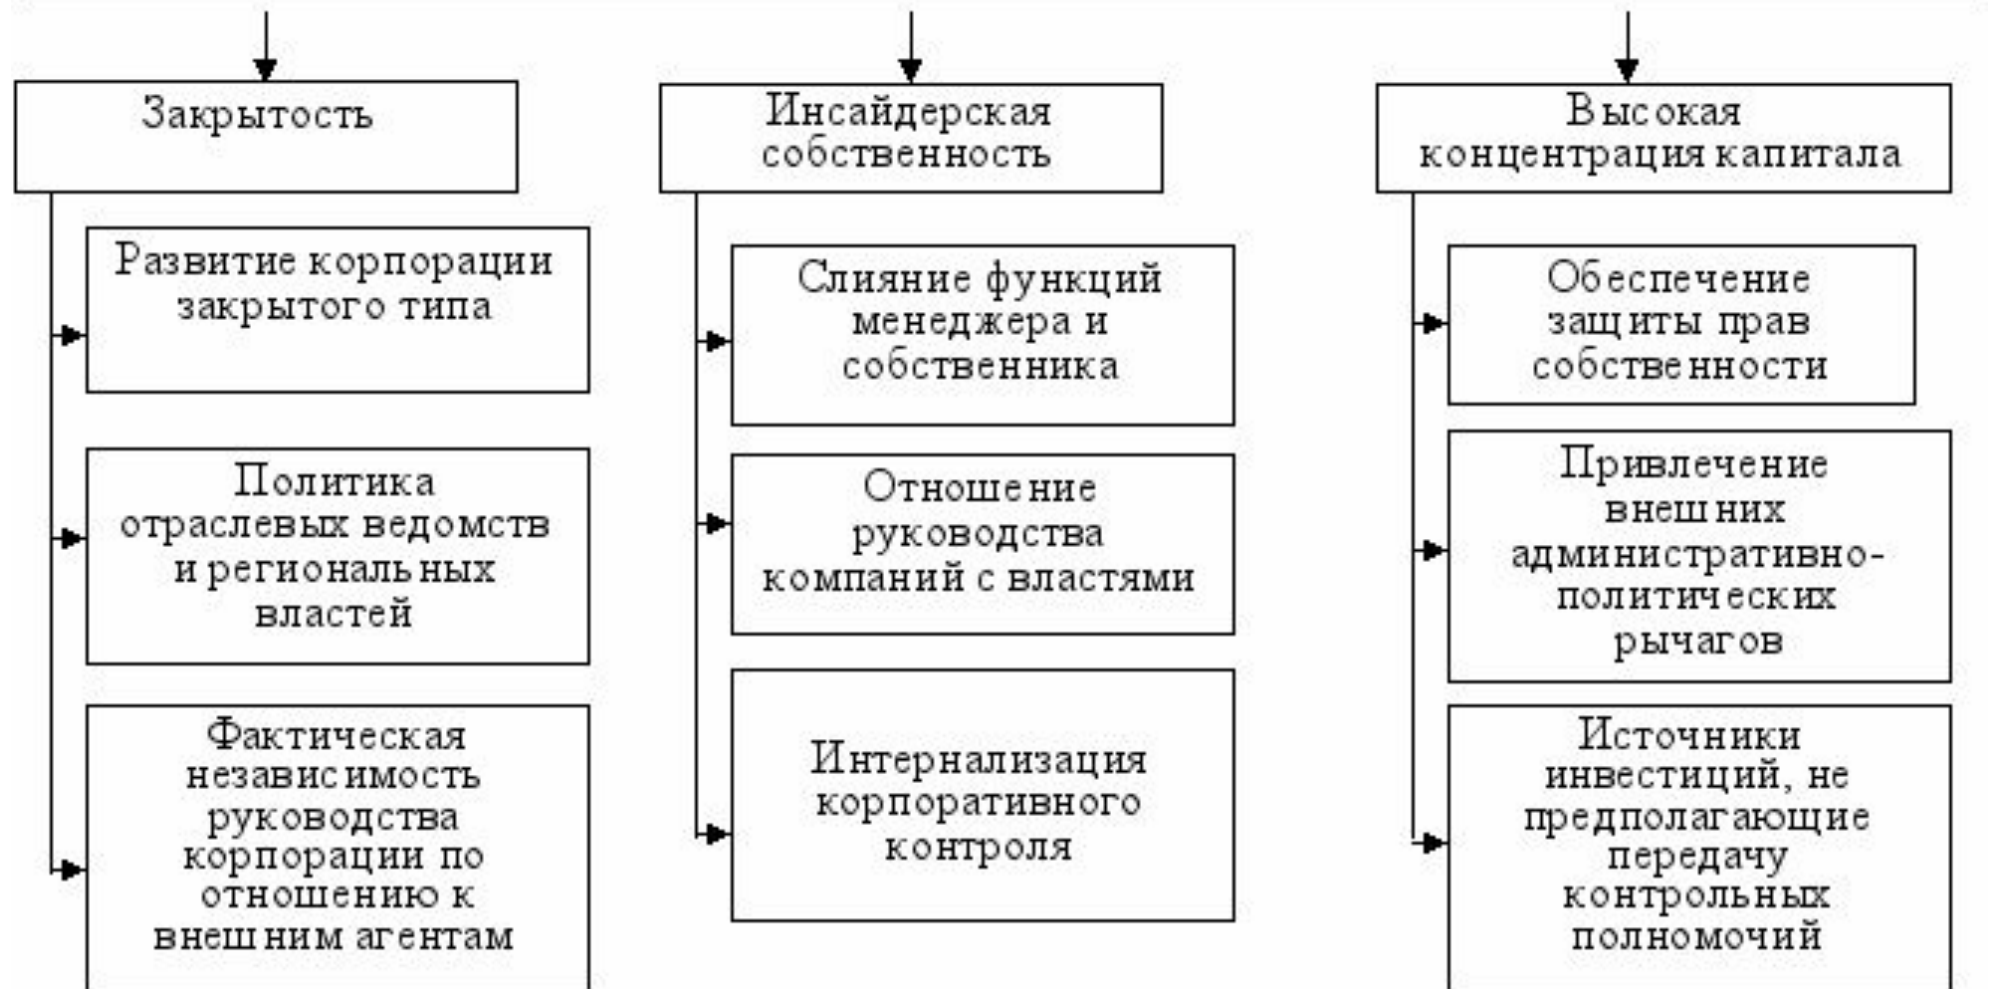 Закрытость
Развитие корпорации
закрытого типа
Политика
отраслевых ведомств
и региональных
властей
Фактическая
независимость
руководства
корпорации по
отношению к
внешним агентам
Инсайдерская
собственность
Слияние функций
менеджера и
собственника
Отношение
руководства
компаний с властями
Интернализация
корпоративного
контроля
Высокая
концентрация капитала
Обеспечение
защиты прав
собственности
Привлечение
внешних
административно-
политических
рычагов
Источники
инвестиций, не
предполагающие
передачу
контрольных
полномочий